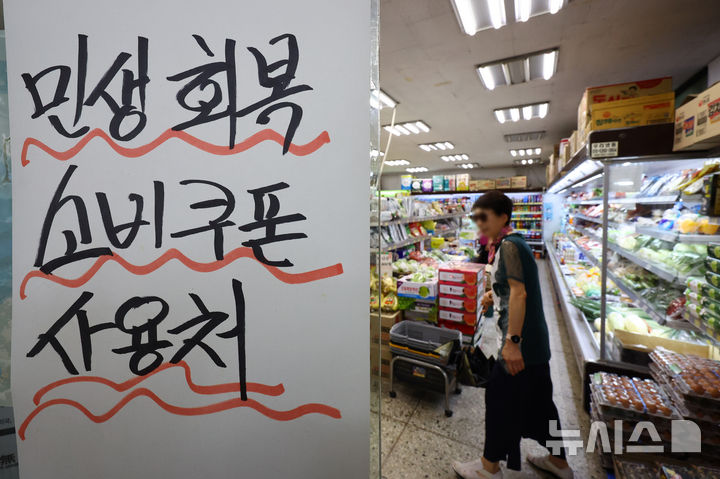 민생 회복
소비쿠폰
사용처
뉴시스